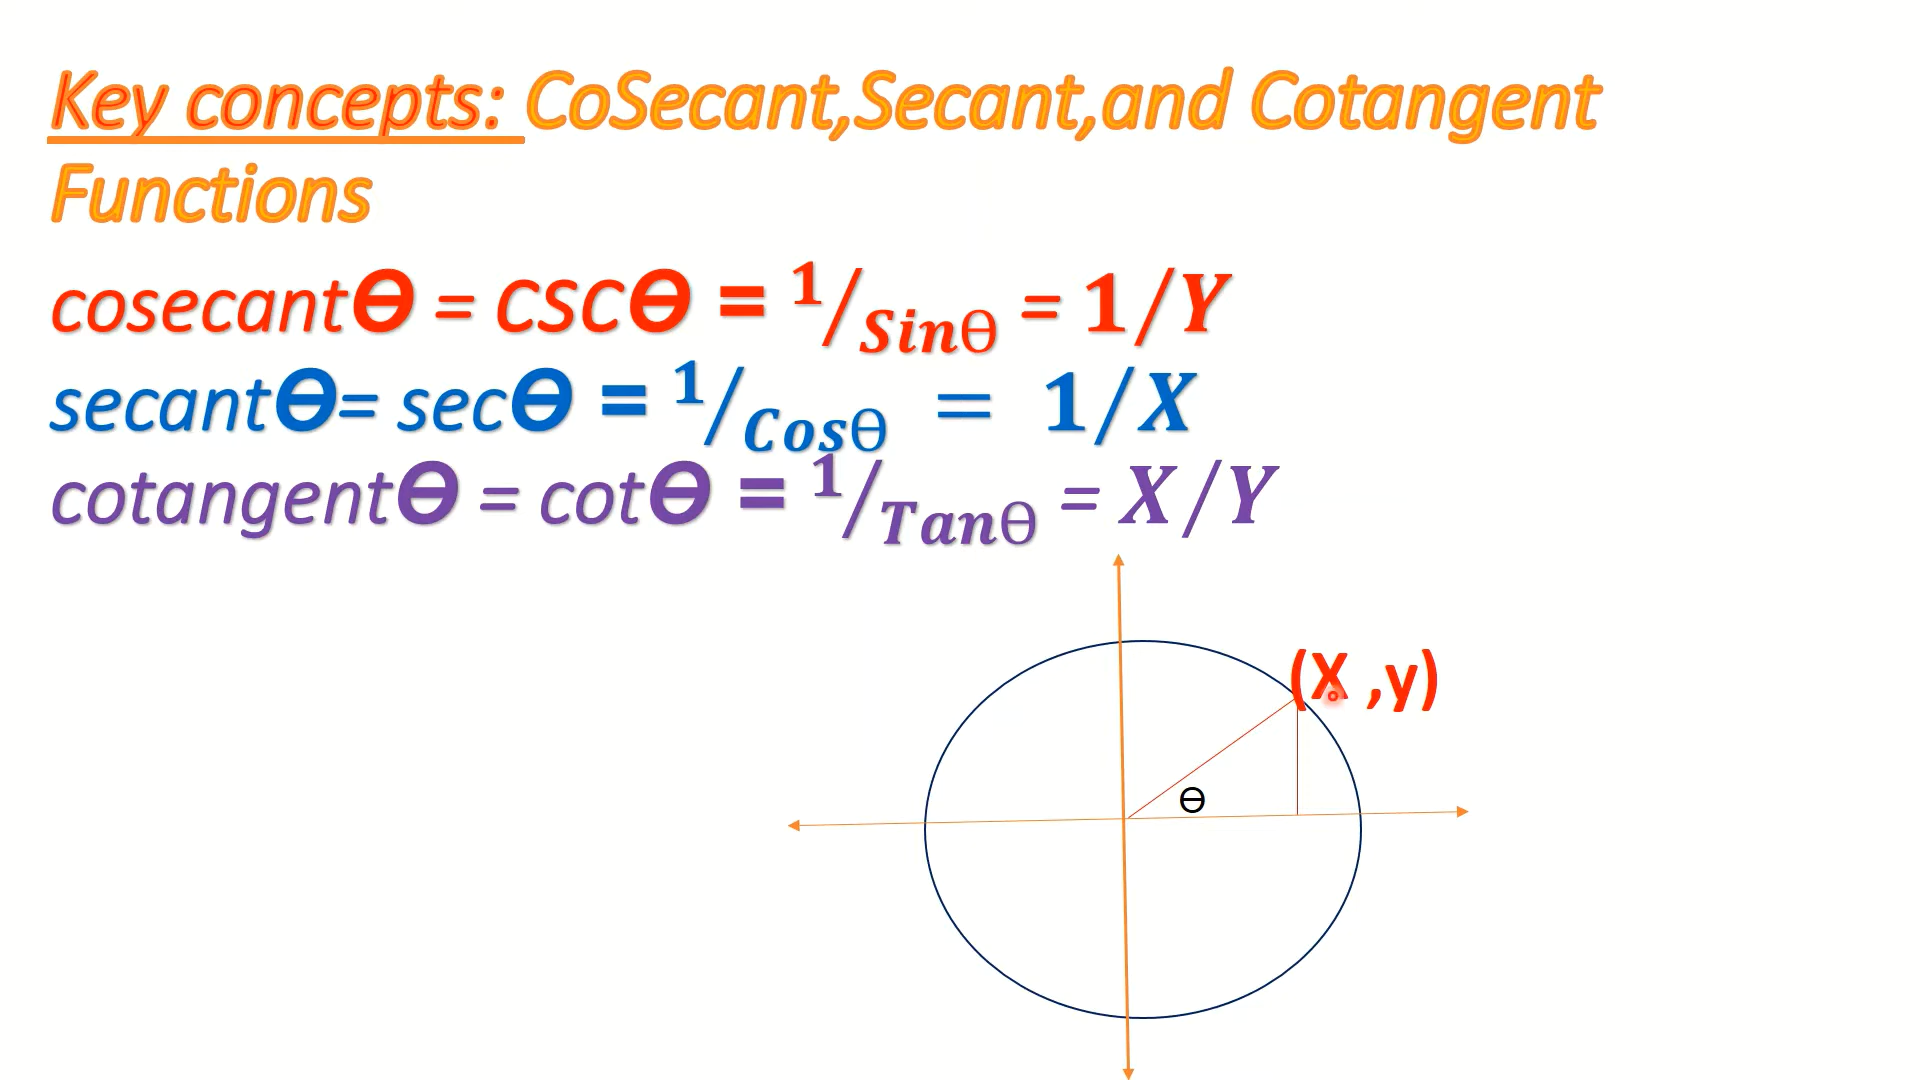 Key concepts: CoSecant,Secant,and Cotangent
Functions
cosecantΘ = cscΘ = 1/Sinθ = 1/Y
secantΘ= secΘ = 1/Cosθ = 1/X
cotangentΘ = cotΘ = 1/Tanθ = X/Y
(X ,y)
Θ